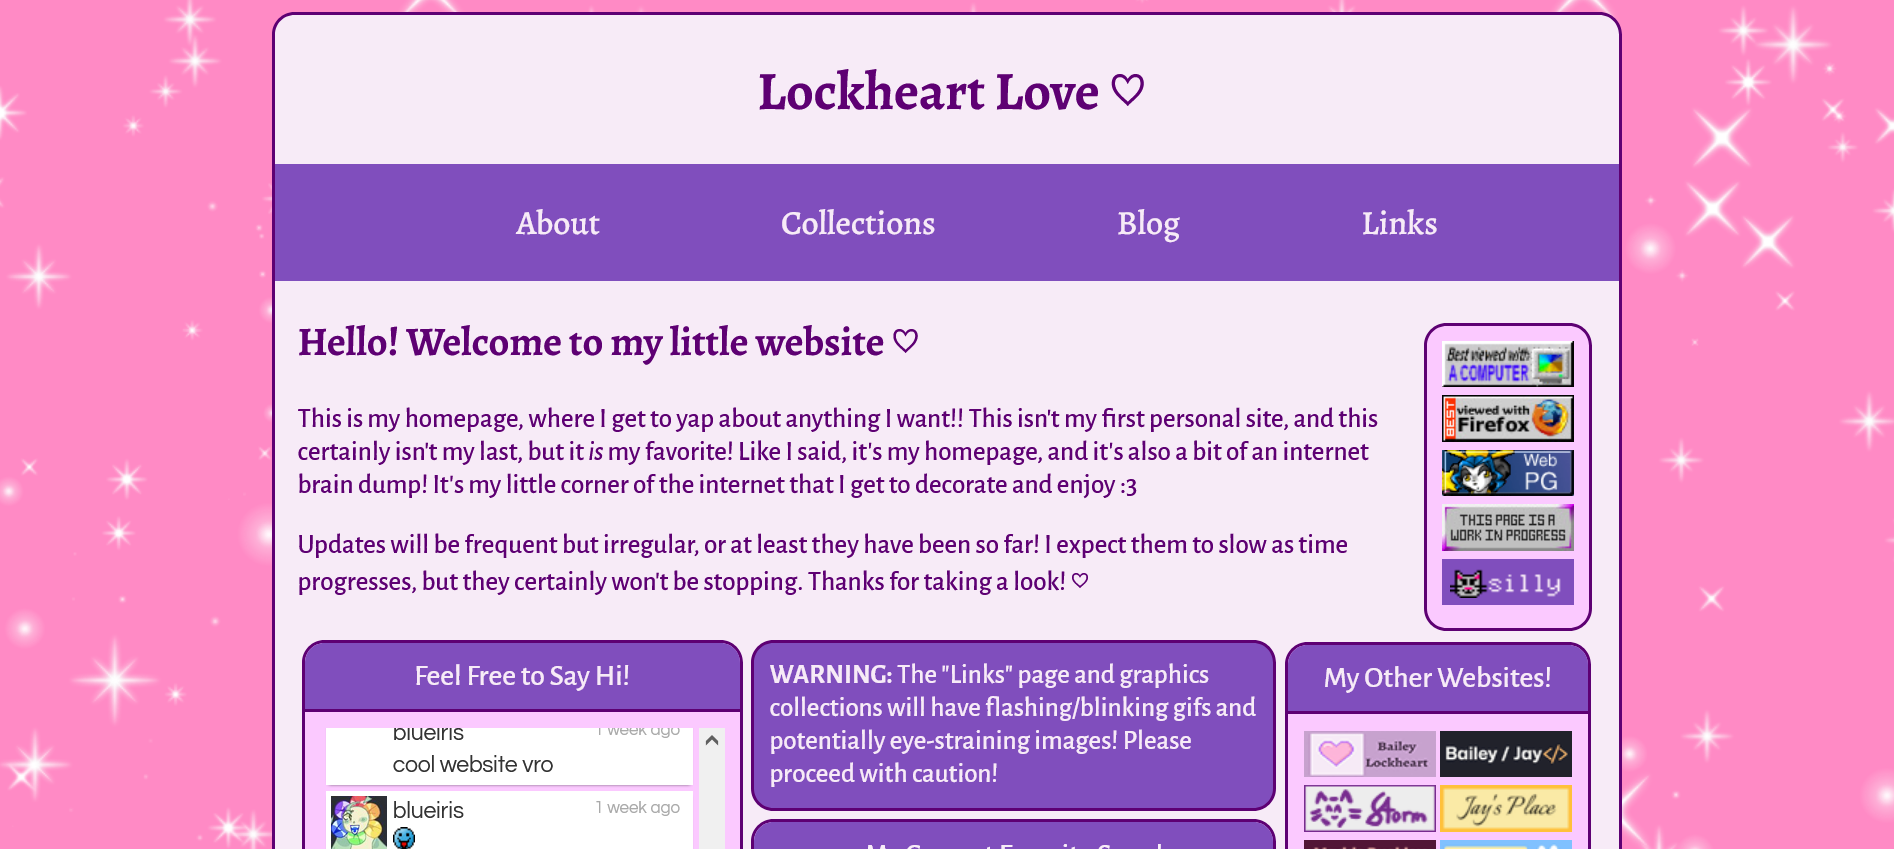 Lockheart Love ♡
About
Collections
Blog
Links
Hello! Welcome to my little website ♡
This is my homepage, where I get to yap about anything I want!! This isn't my first personal site, and this
certainly isn't my last, but it is my favorite! Like I said, it's my homepage, and it's also a bit of an internet
brain dump! It's my little corner of the internet that I get to decorate and enjoy :3
Updates will be frequent but irregular, or at least they have been so far! I expect them to slow as time
progresses, but they certainly won't be stopping. Thanks for taking a look! ♡
Best viewed with
A COMPUTER
BEST
viewed with
Firefox
Web
PG
THIS PAGE IS A
WORK IN PROGRESS
silly
Feel Free to Say Hi!
blueiris
1 week ago
cool website vro
blueiris
1 week ago
WARNING: The "Links" page and graphics
collections will have flashing/blinking gifs and
potentially eye-straining images! Please
proceed with caution!
My Other Websites!
Bailey
Lockheart
Bailey / Jay</>
Storm
Jay's Place